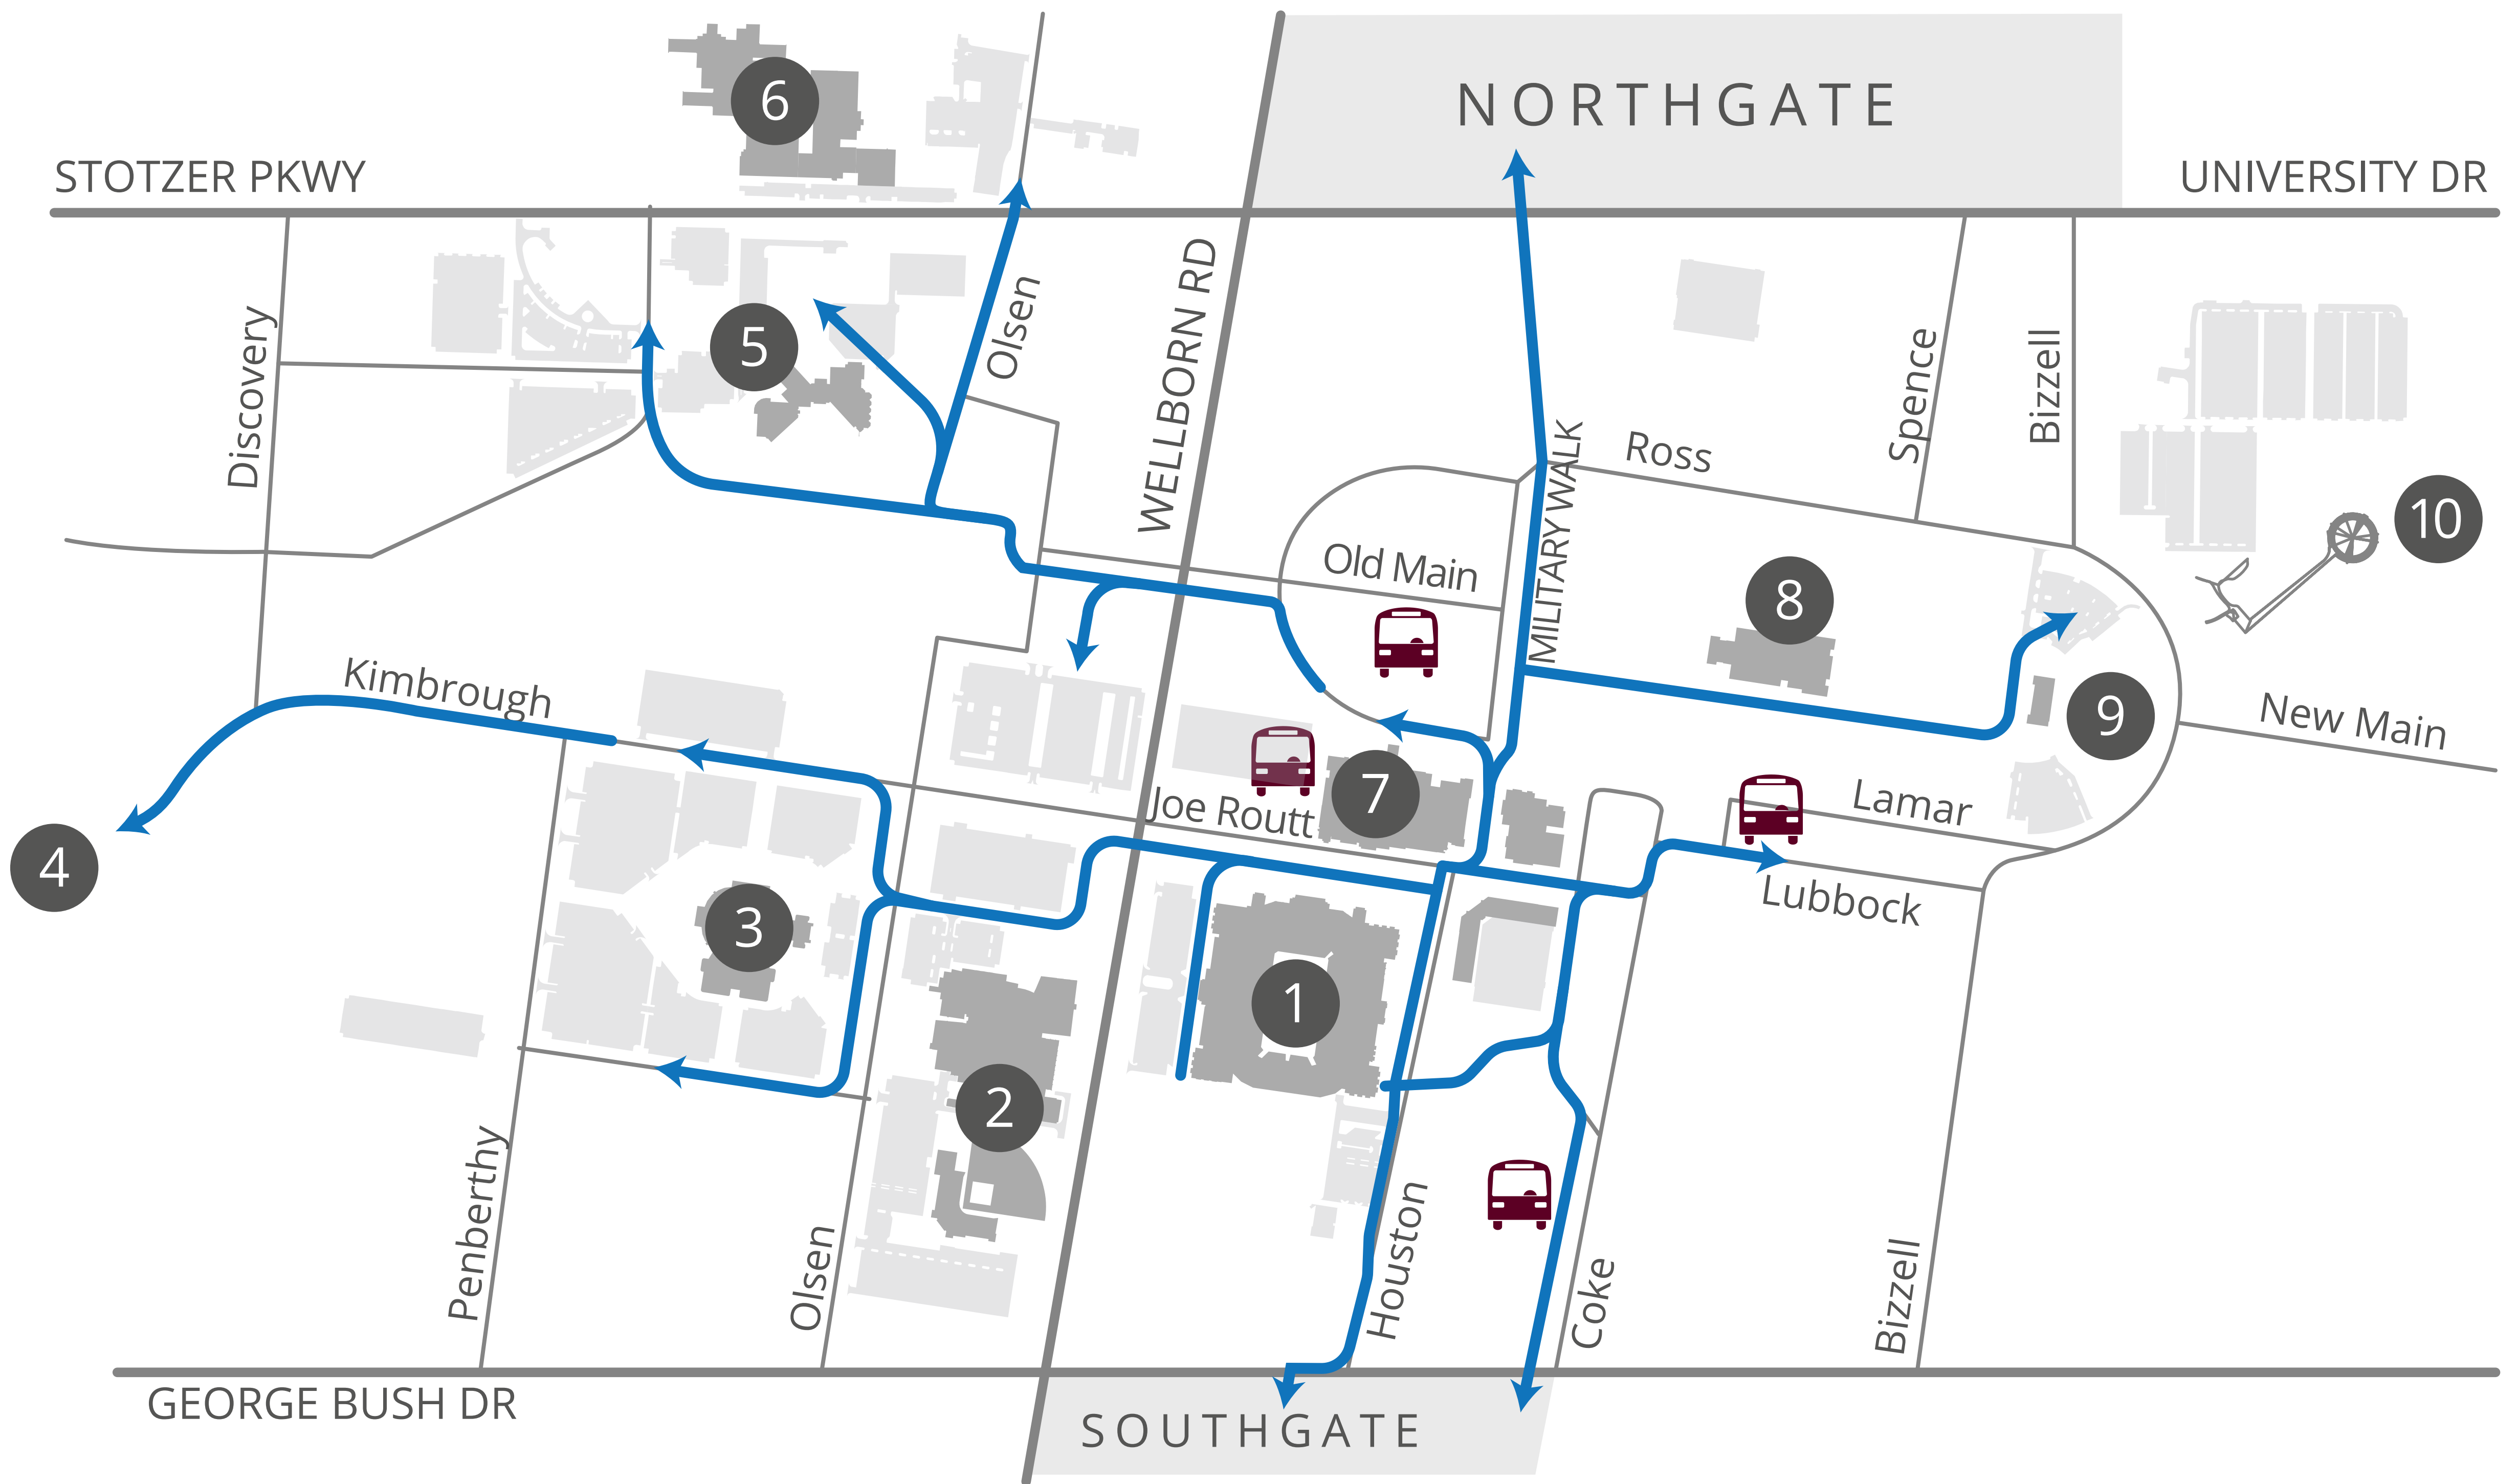 NORTHGATE
6
STOTZER PKWY
UNIVERSITY DR
Discovery
5
Olsen
WELLBORN RD
MILITARY WALK
Ross
Spence
Bizzell
10
Old Main
8
Kimbrough
9
New Main
4
Joe Routt
7
Lamar
Lubbock
3
1
2
Penberthy
Olsen
Houston
Coke
Bizzell
GEORGE BUSH DR
SOUTHGATE